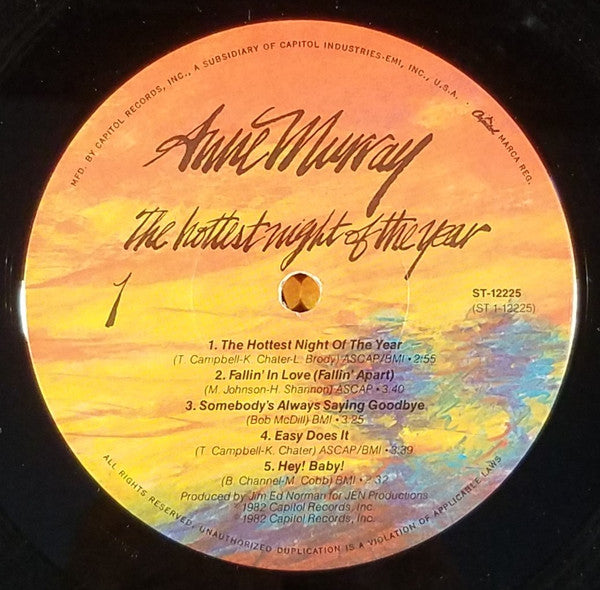 MFD. BY CAPITOL RECORDS, INC., A SUBSIDIARY OF CAPITOL INDUSTRIES-EMI, INC., U.S.A. · Capitol MARCA REG.
Anne Murray
The hottest night of the year
1
ST-12225
(ST 1-12225)
1. The Hottest Night Of The Year
(T. Campbell-K. Chater-L. Brody) ASCAP/BMI • 2:55
2. Fallin' In Love (Fallin' Apart)
(M. Johnson-H. Shannon) ASCAP • 3:40
3. Somebody's Always Saying Goodbye
(Bob McDill) BMI • 3:25
4. Easy Does It
(T. Campbell-K. Chater) ASCAP/BMI • 3:39
5. Hey! Baby!
(B. Channel-M. Cobb) BMI • 2:32
Produced by Jim Ed Norman for JEN Productions
℗1982 Capitol Records, Inc.
©1982 Capitol Records, Inc.
ALL RIGHTS RESERVED, UNAUTHORIZED DUPLICATION IS A VIOLATION OF APPLICABLE LAWS